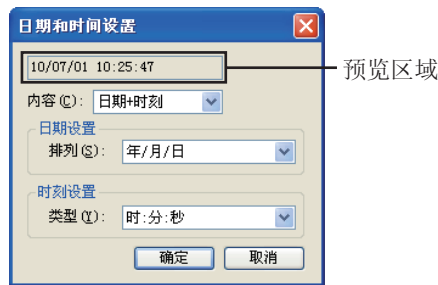 日期和时间设置
10/07/01 10:25:47
预览区域
内容(C): 日期+时刻
日期设置
排列(S): 年/月/日
时刻设置
类型(Y): 时:分:秒
确定 取消